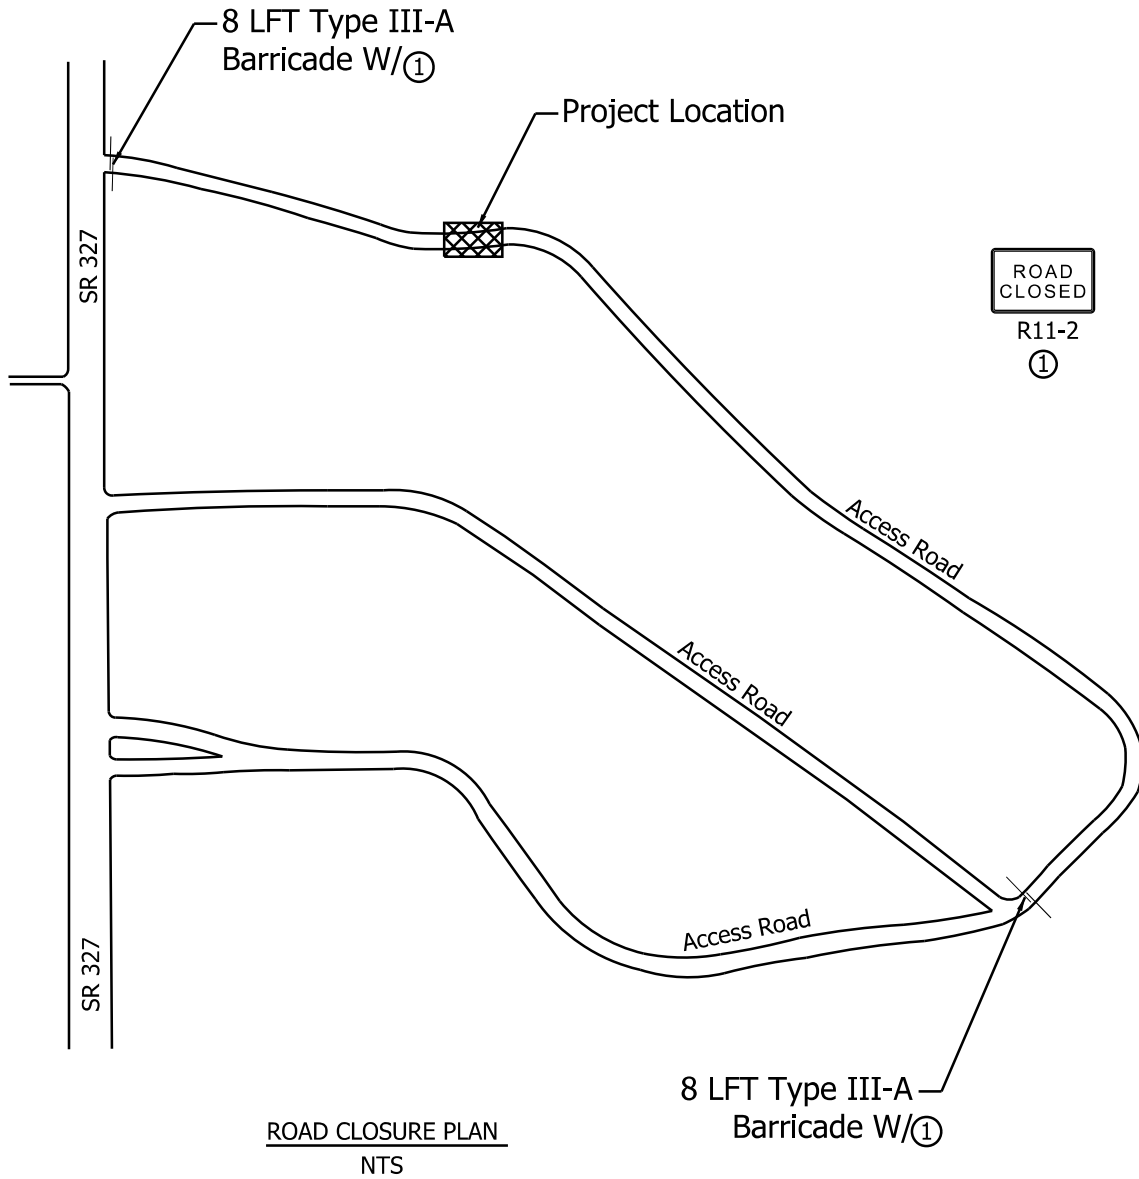 8 LFT Type III-A
Barricade W/①
Project Location
SR 327
ROAD
CLOSED
R11-2
①
Access Road
Access Road
Access Road
SR 327
8 LFT Type III-A
Barricade W/①
ROAD CLOSURE PLAN
NTS